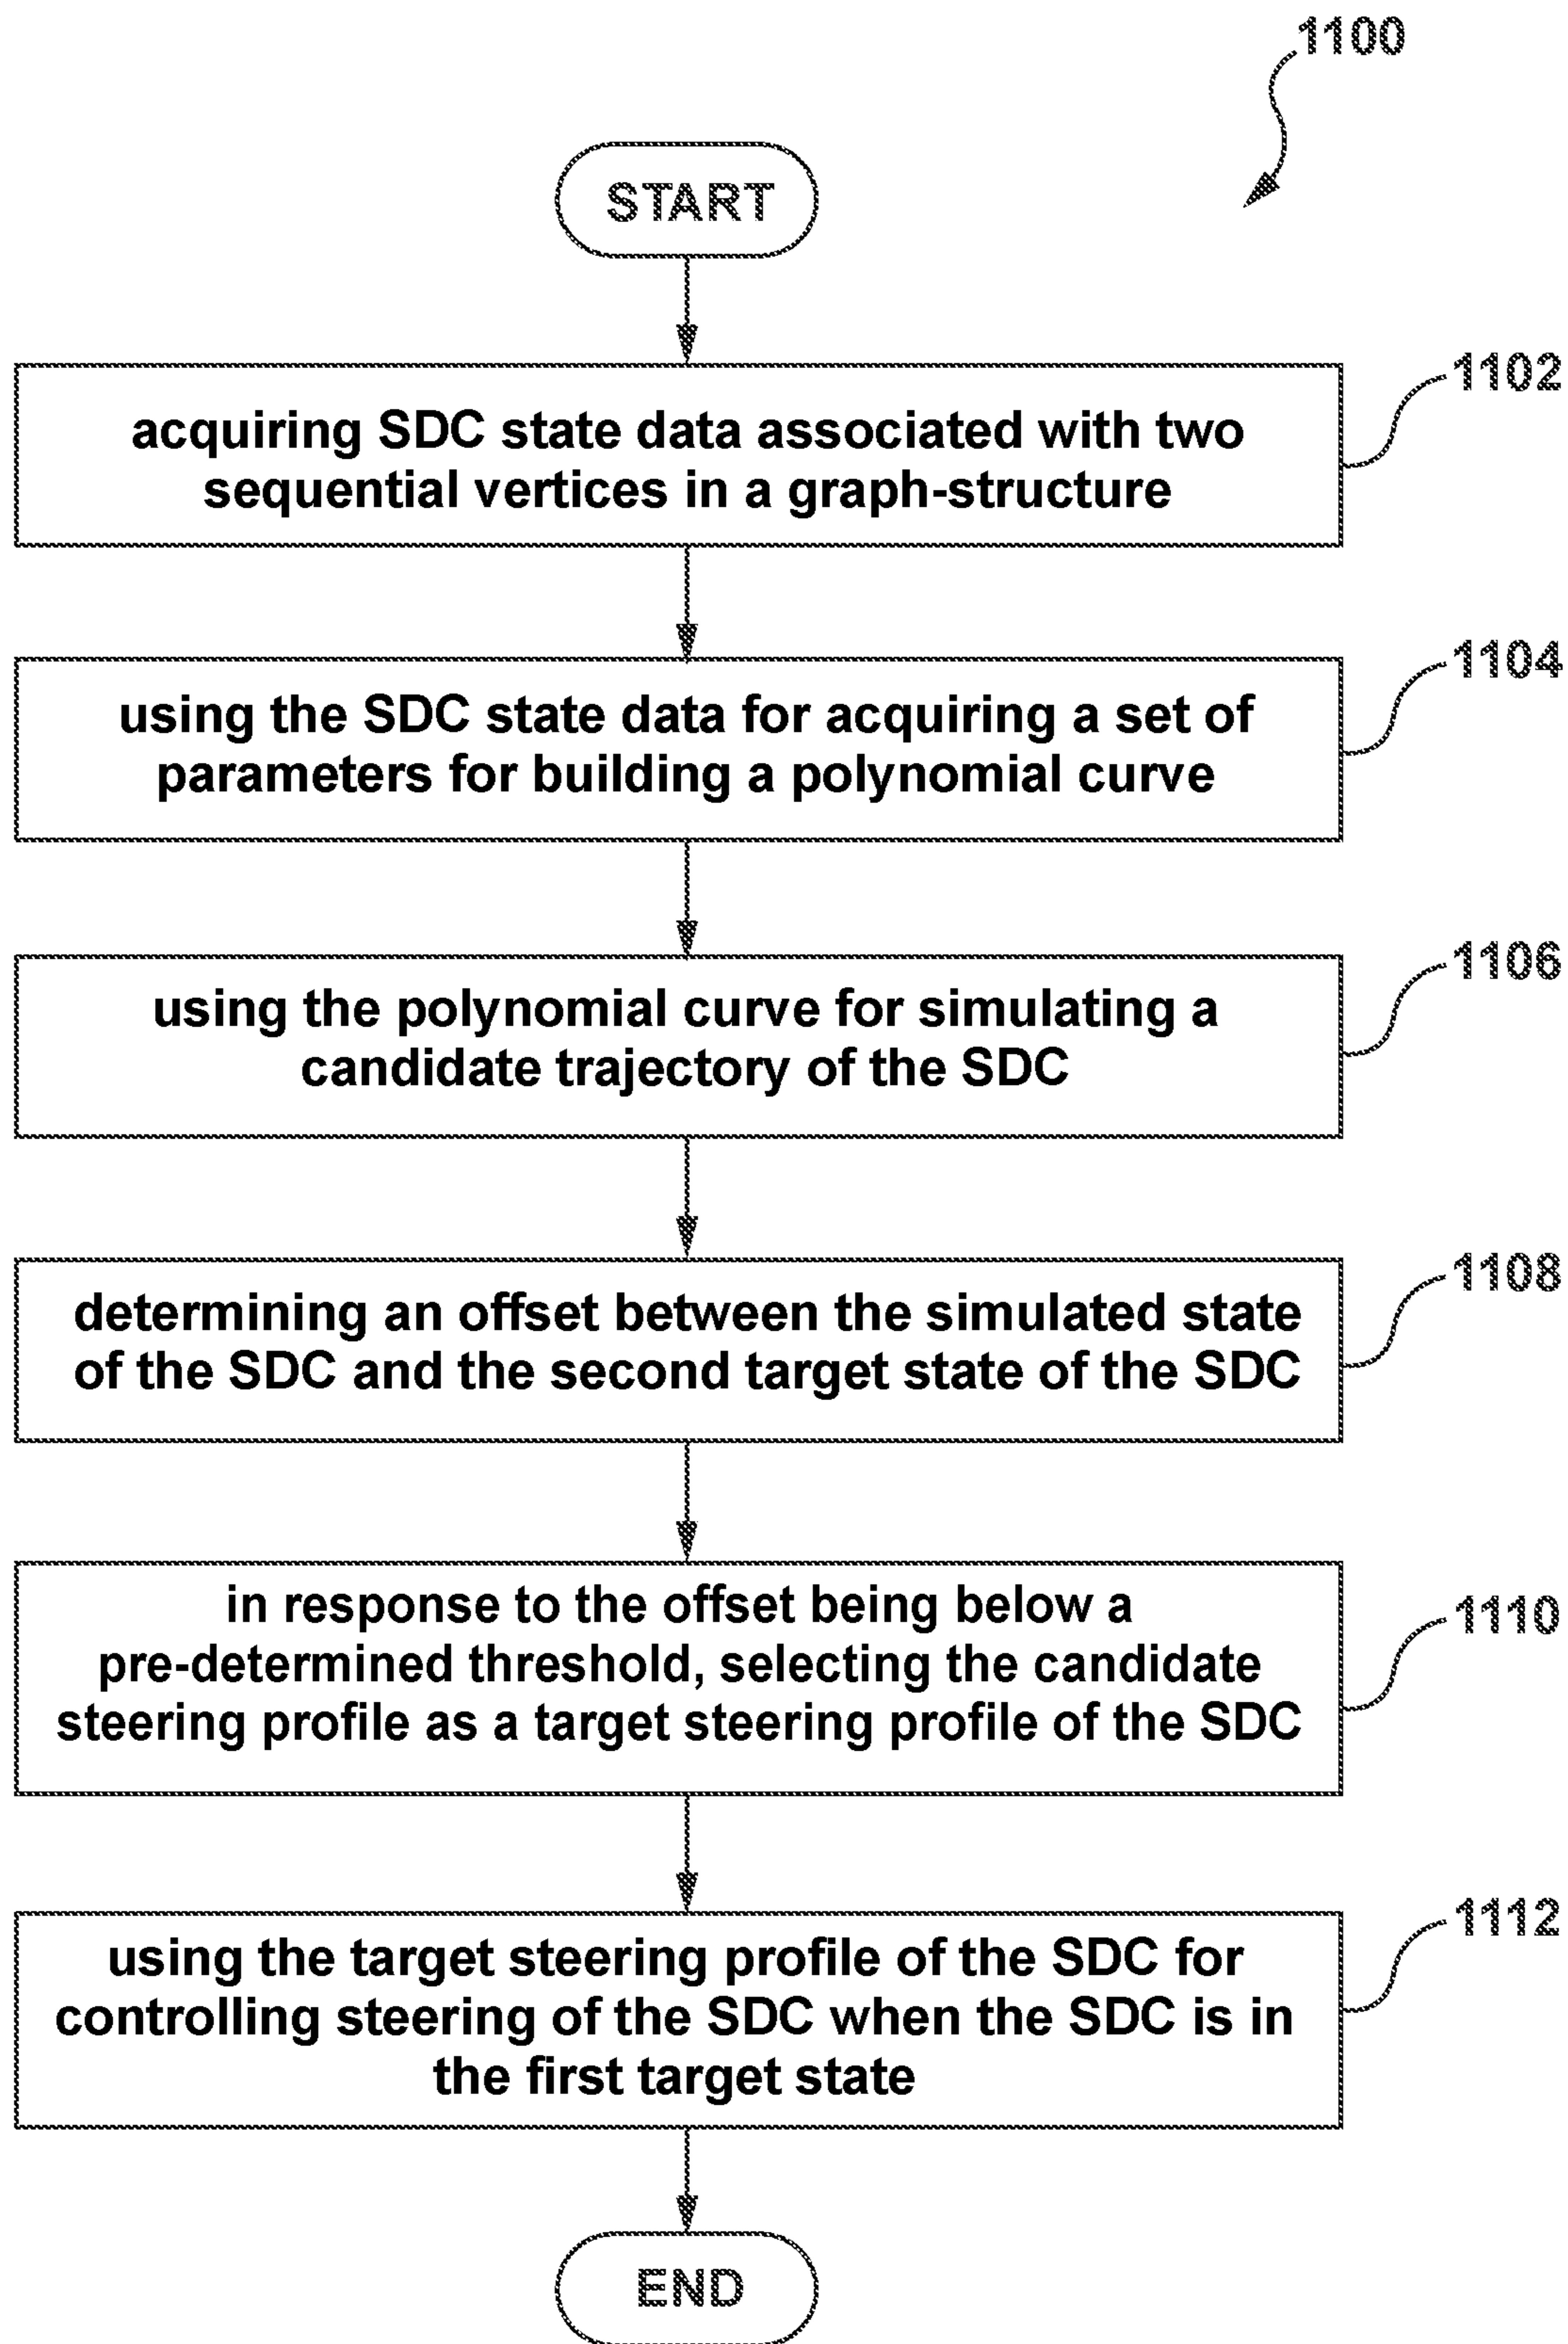 1100
START
1102
acquiring SDC state data associated with two
sequential vertices in a graph-structure
1104
using the SDC state data for acquiring a set of
parameters for building a polynomial curve
1106
using the polynomial curve for simulating a
candidate trajectory of the SDC
1108
determining an offset between the simulated state
of the SDC and the second target state of the SDC
1110
in response to the offset being below a
pre-determined threshold, selecting the candidate
steering profile as a target steering profile of the SDC
1112
using the target steering profile of the SDC for
controlling steering of the SDC when the SDC is in
the first target state
END